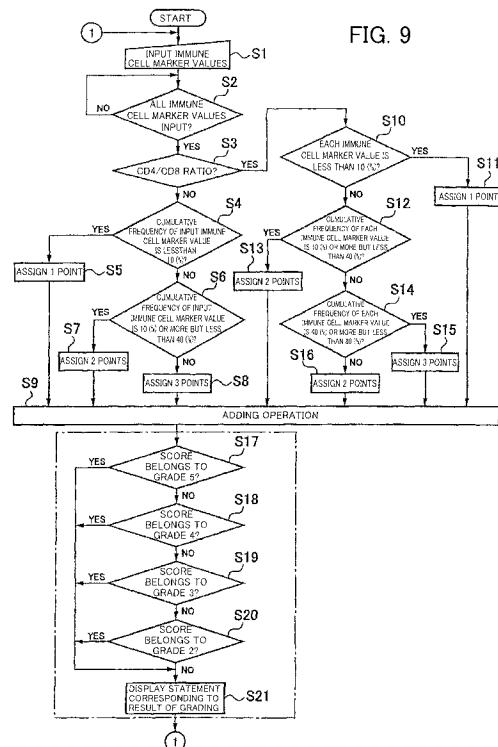 FIG. 9
START
1
INPUT IMMUNE
CELL MARKER VALUES
S1
S2
ALL IMMUNE
CELL MARKER VALUES
INPUT?
NO
YES
S3
CD4/CD8 RATIO?
YES
NO
S4
CUMULATIVE
FREQUENCY OF INPUT IMMUNE
CELL MARKER VALUE
IS LESSTHAN
10 (%)?
YES
NO
ASSIGN 1 POINT
S5
S6
CUMULATIVE
FREQUENCY OF INPUT
IMMUNE CELL MARKER VALUE
IS 10 (%) OR MORE BUT LESS
THAN 40 (%)?
YES
NO
S7
ASSIGN 2 POINTS
ASSIGN 3 POINTS
S8
S10
EACH IMMUNE
CELL MARKER VALUE IS
LESS THAN 10 (%)?
YES
NO
S11
ASSIGN 1 POINT
S12
CUMULATIVE
FREQUENCY OF EACH
IMMUNE CELL MARKER VALUE
IS 10 (%) OR MORE BUT LESS
THAN 40 (%)?
YES
NO
S13
ASSIGN 2 POINTS
S14
CUMULATIVE
FREQUENCY OF EACH
IMMUNE CELL MARKER VALUE
IS 40 (%) OR MORE BUT LESS
THAN 80 (%)?
YES
NO
S15
ASSIGN 3 POINTS
S16
ASSIGN 2 POINTS
S9
ADDING OPERATION
S17
SCORE
BELONGS TO
GRADE 5?
YES
NO
S18
SCORE
BELONGS TO
GRADE 4?
YES
NO
S19
SCORE
BELONGS TO
GRADE 3?
YES
NO
S20
SCORE
BELONGS TO
GRADE 2?
YES
NO
DISPLAY STATEMENT
CORRESPONDING TO
RESULT OF GRADING
S21
1